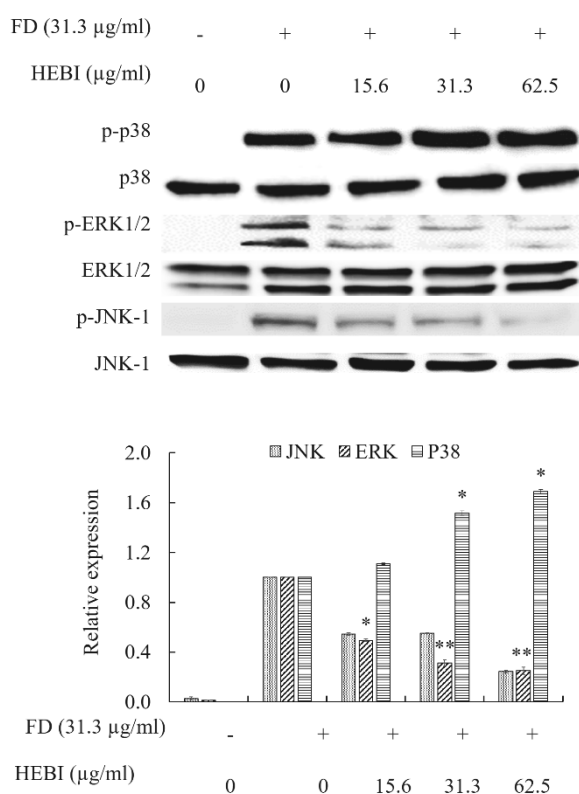 FD (31.3 µg/ml) - + + + +
HEBI (µg/ml) 0 0 15.6 31.3 62.5
p-p38
p38
p-ERK1/2
ERK1/2
p-JNK-1
JNK-1
2.0
JNK ERK P38
1.6
1.2
0.8
0.4
0.0
Relative expression
* * *
** **
FD (31.3 µg/ml) - + + + +
HEBI (µg/ml) 0 0 15.6 31.3 62.5